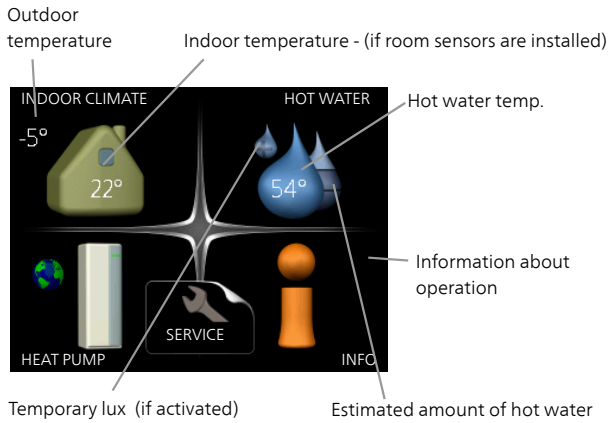 Outdoor
temperature
Indoor temperature - (if room sensors are installed)
INDOOR CLIMATE
HOT WATER
Hot water temp.
-5°
22°
54°
Information about
operation
SERVICE
HEAT PUMP
INFO
Temporary lux (if activated)
Estimated amount of hot water